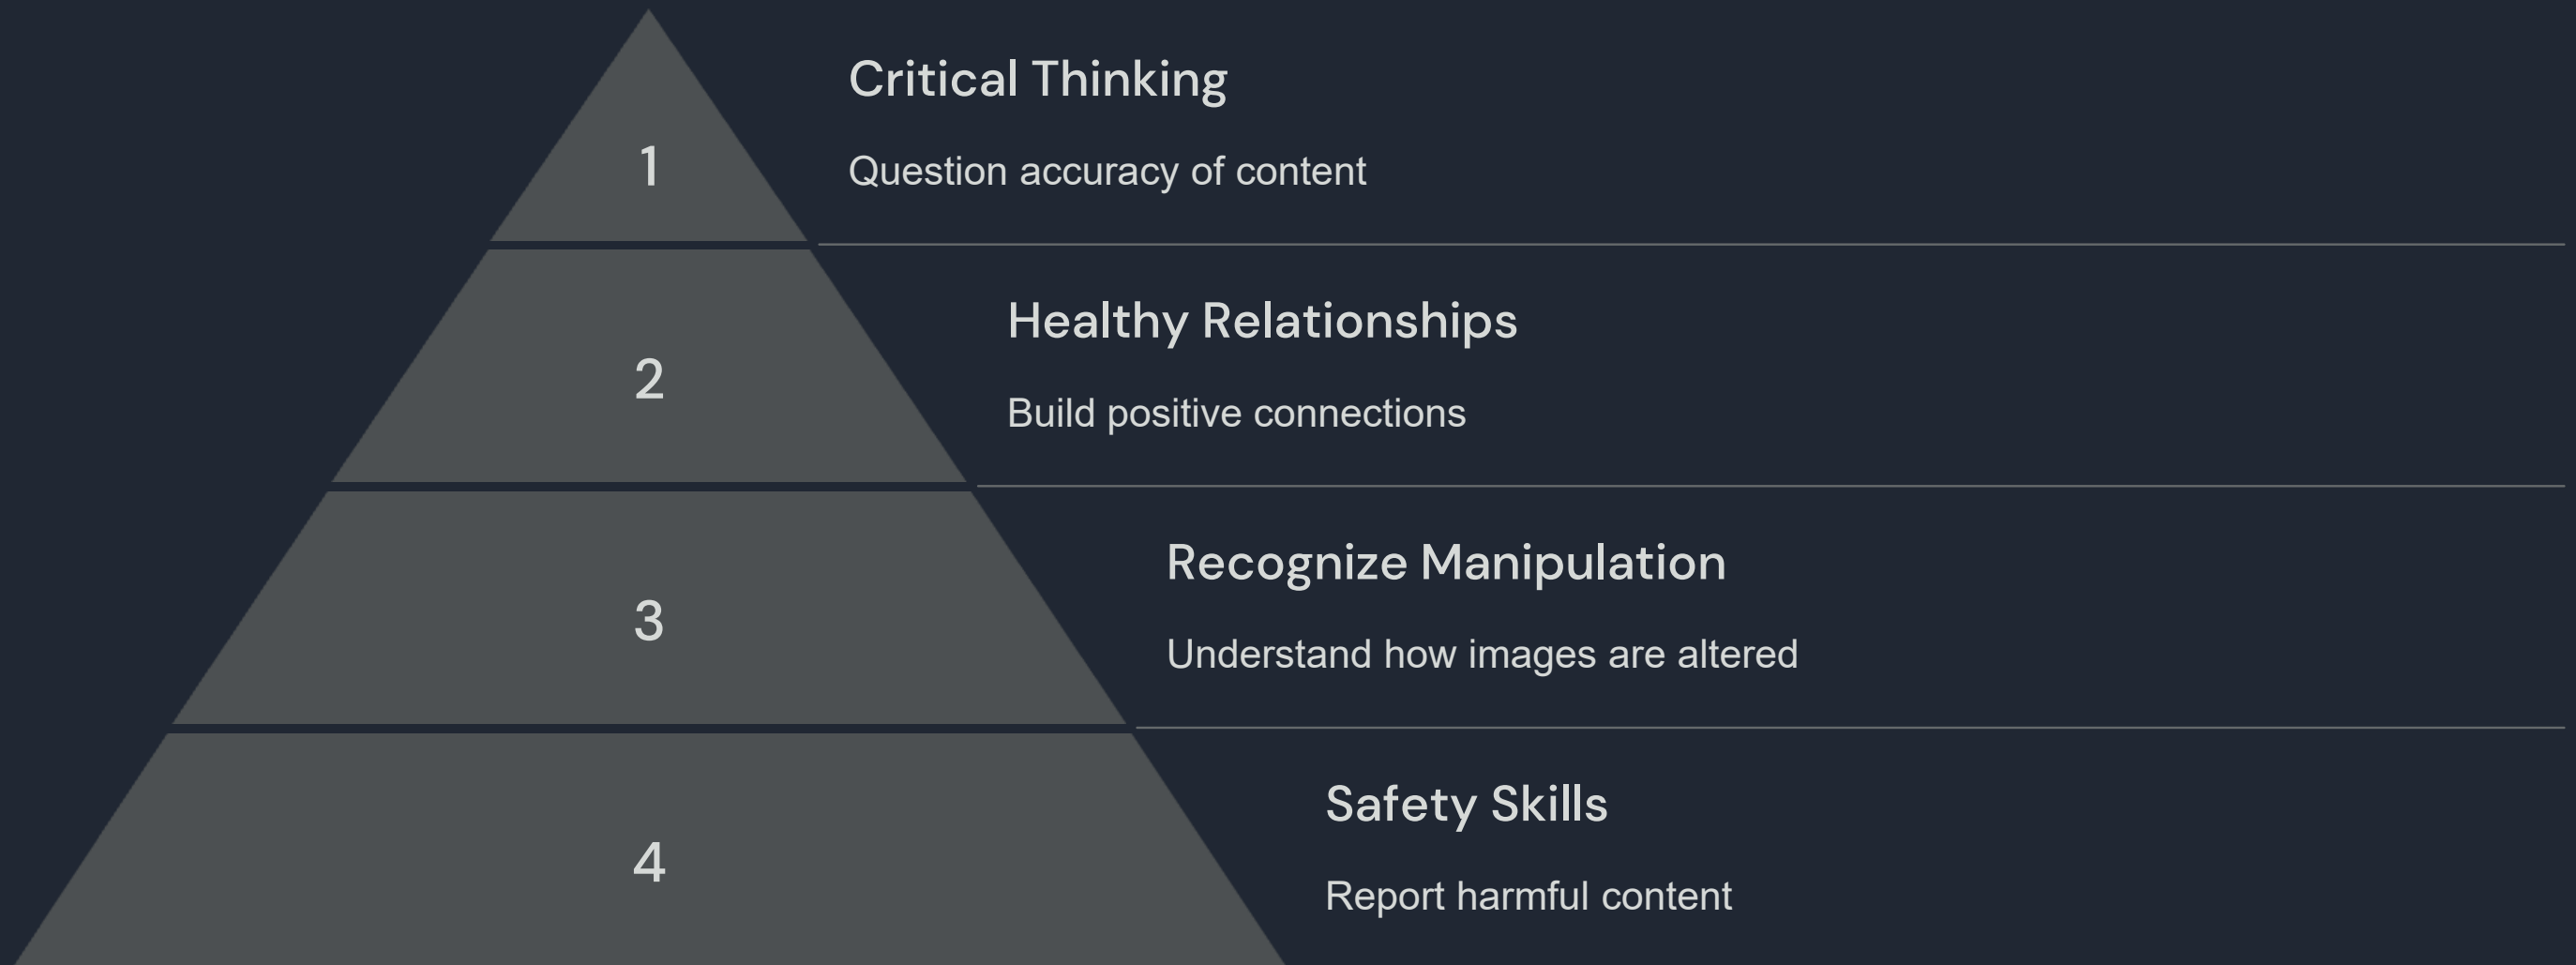 1
Critical Thinking
Question accuracy of content
2
Healthy Relationships
Build positive connections
3
Recognize Manipulation
Understand how images are altered
4
Safety Skills
Report harmful content